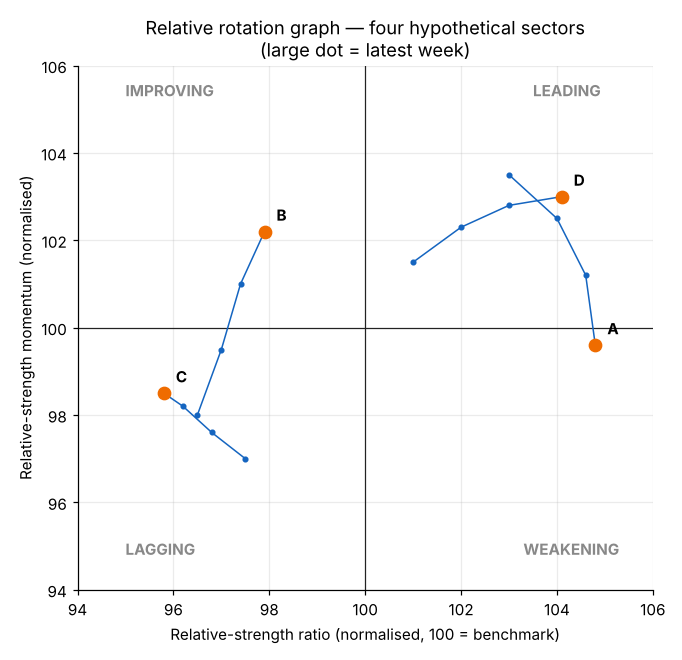 Relative rotation graph — four hypothetical sectors
(large dot = latest week)
106
IMPROVING
LEADING
104
D
B
102
Relative-strength momentum (normalised)
100
A
C
98
96
LAGGING
WEAKENING
94
94 96 98 100 102 104 106
Relative-strength ratio (normalised, 100 = benchmark)